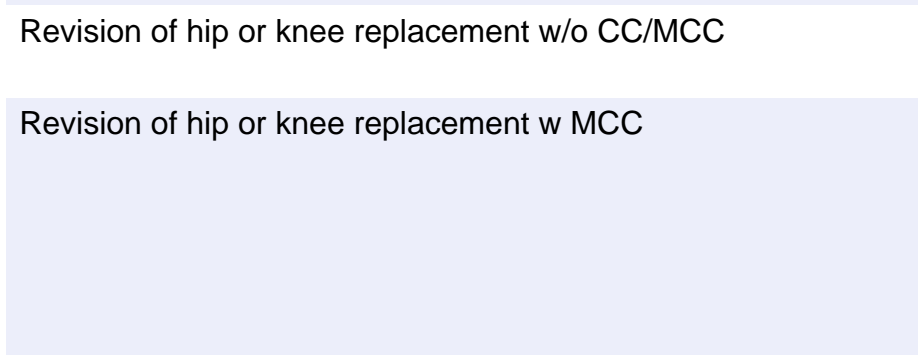 Revision of hip or knee replacement w/o CC/MCC
Revision of hip or knee replacement w MCC